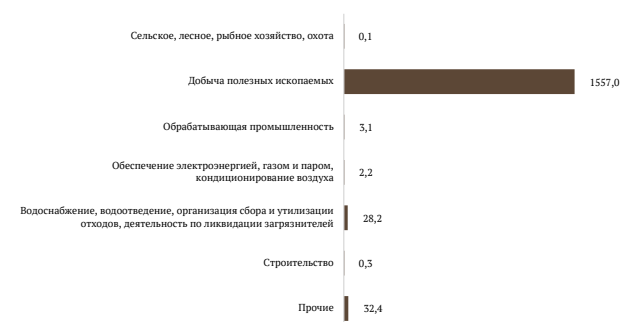 Сельское, лесное, рыбное хозяйство, охота
0,1
Добыча полезных ископаемых
1557,0
Обрабатывающая промышленность
3,1
Обеспечение электроэнергией, газом и паром,
кондиционирование воздуха
2,2
Водоснабжение, водоотведение, организация сбора и утилизации
отходов, деятельность по ликвидации загрязнителей
28,2
Строительство
0,3
Прочие
32,4